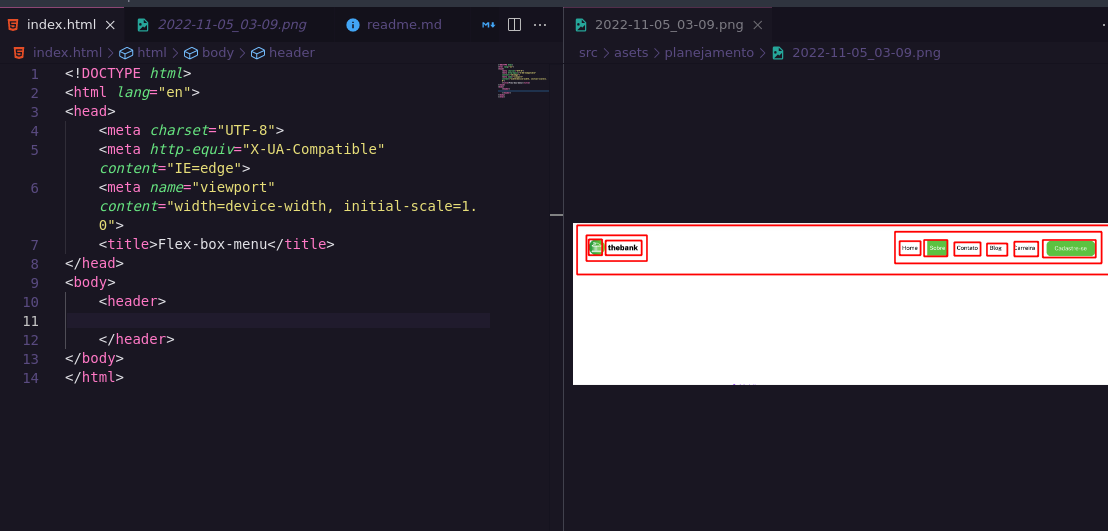 index.html
2022-11-05_03-09.png
readme.md
index.html > html > body > header
1 <!DOCTYPE html>
2 <html lang="en">
3 <head>
4 <meta charset="UTF-8">
5 <meta http-equiv="X-UA-Compatible"
content="IE=edge">
6 <meta name="viewport"
content="width=device-width, initial-scale=1.
0">
7 <title>Flex-box-menu</title>
8 </head>
9 <body>
10 <header>
11
12 </header>
13 </body>
14 </html>
2022-11-05_03-09.png
src > asets > planejamento > 2022-11-05_03-09.png
thebank
Home
Sobre
Contato
Blog
Carreira
Cadastre-se